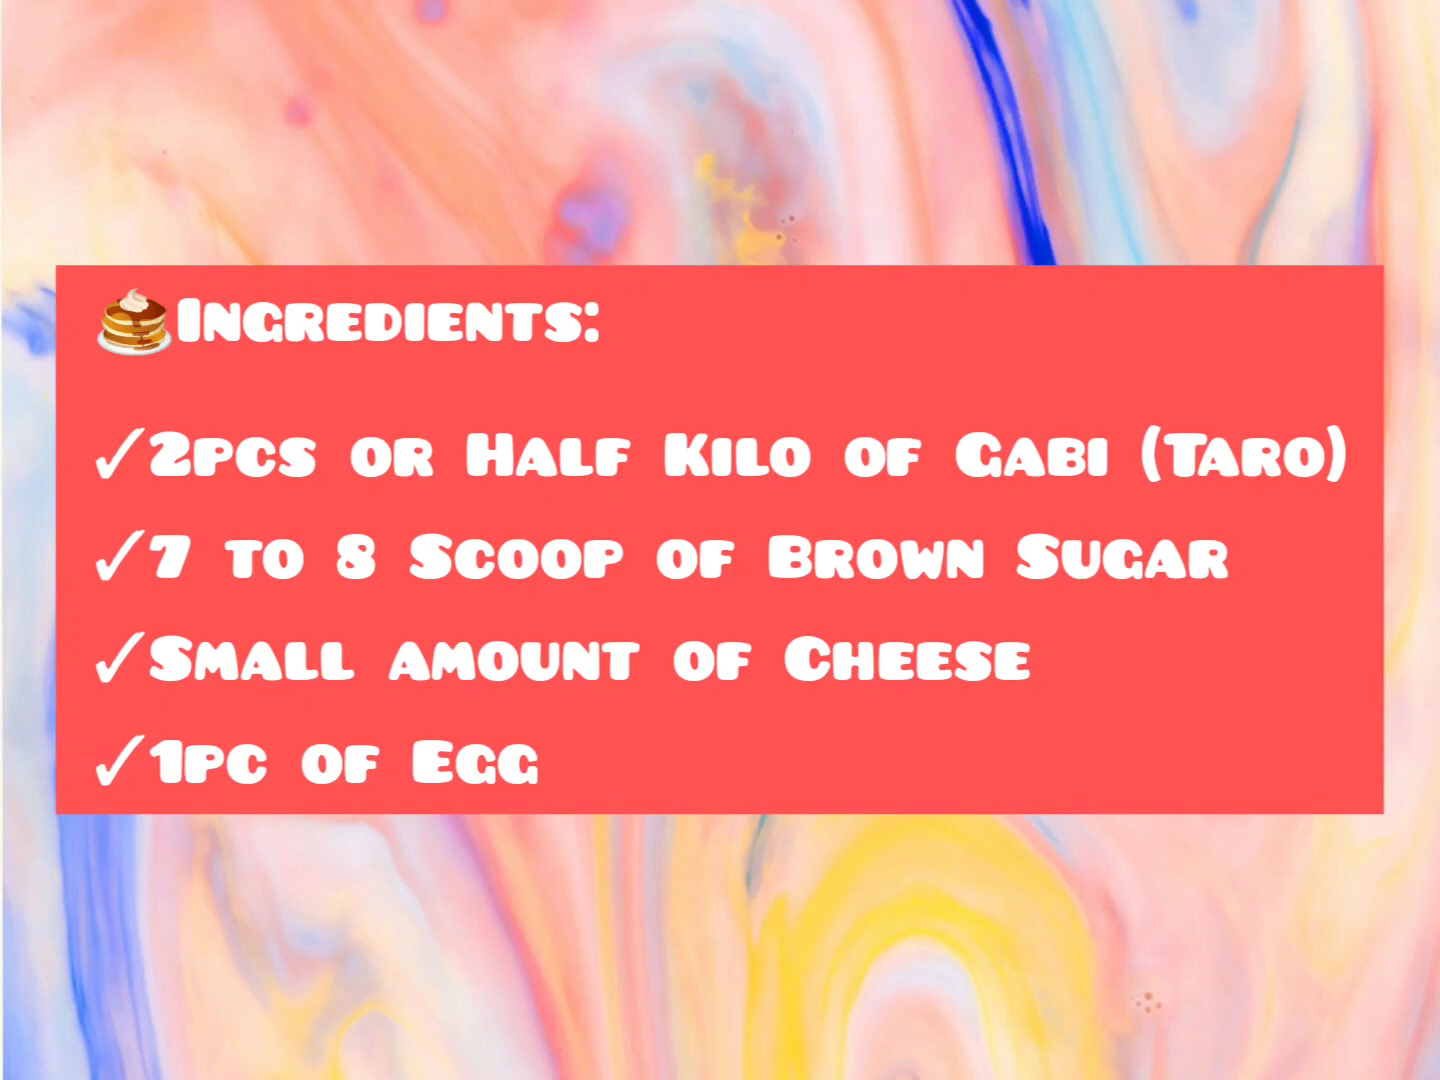 🥞Ingredients:
✓2pcs or Half Kilo of Gabi (Taro)
✓7 to 8 Scoop of Brown Sugar
✓Small amount of Cheese
✓1pc of Egg